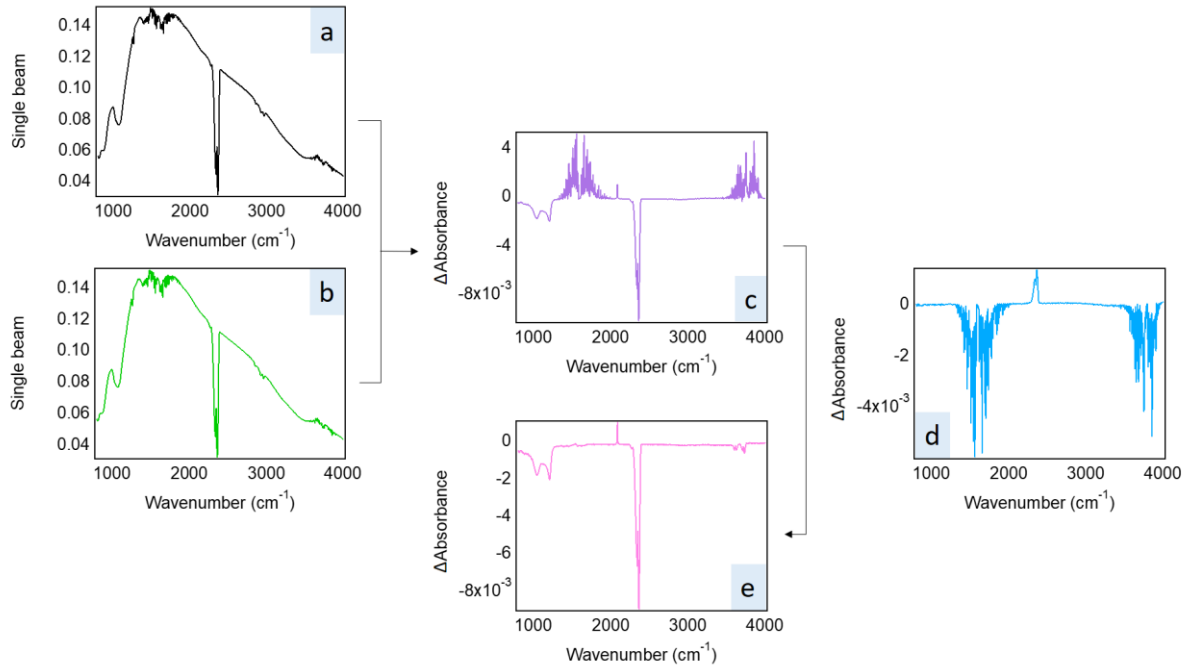 a
Single beam
0.14
0.12
0.10
0.08
0.06
0.04
1000 2000 3000 4000
Wavenumber (cm⁻¹)
b
Single beam
0.14
0.12
0.10
0.08
0.06
0.04
1000 2000 3000 4000
Wavenumber (cm⁻¹)
c
ΔAbsorbance
4
0
-4
-8x10⁻³
1000 2000 3000 4000
Wavenumber (cm⁻¹)
e
ΔAbsorbance
0
-2
-4
-6
-8x10⁻³
1000 2000 3000 4000
Wavenumber (cm⁻¹)
d
ΔAbsorbance
0
-2
-4x10⁻³
1000 2000 3000 4000
Wavenumber (cm⁻¹)